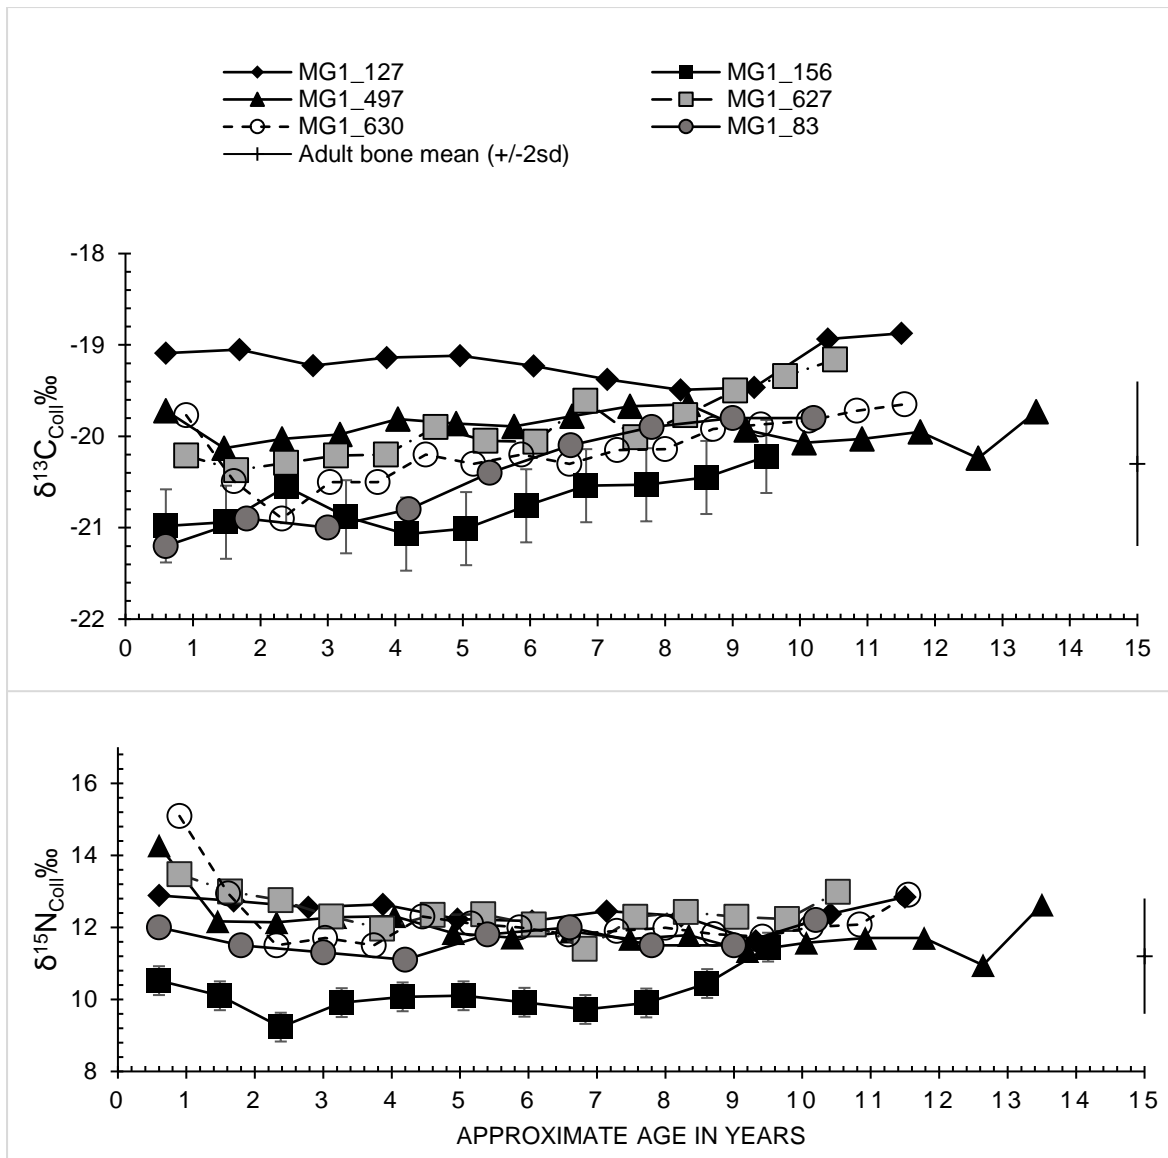 MG1_127 MG1_156
MG1_497 MG1_627
MG1_630 MG1_83
Adult bone mean (+/-2sd)
-18
-19
-20
-21
-22
δ¹³C_Coll‰
0 1 2 3 4 5 6 7 8 9 10 11 12 13 14 15
16
14
12
10
8
δ¹⁵N_Coll‰
0 1 2 3 4 5 6 7 8 9 10 11 12 13 14 15
APPROXIMATE AGE IN YEARS